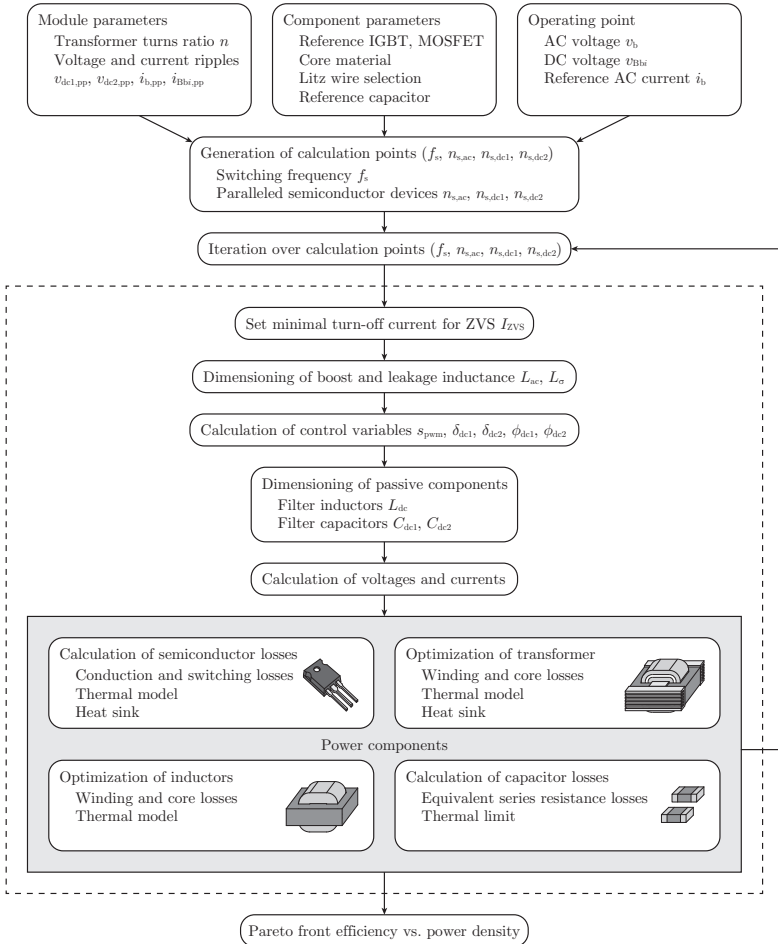 Module parameters
Transformer turns ratio n
Voltage and current ripples
v_dc1,pp, v_dc2,pp, i_b,pp, i_Bbi,pp
Component parameters
Reference IGBT, MOSFET
Core material
Litz wire selection
Reference capacitor
Operating point
AC voltage v_b
DC voltage v_Bbi
Reference AC current i_b
Generation of calculation points (f_s, n_s,ac, n_s,dc1, n_s,dc2)
Switching frequency f_s
Paralleled semiconductor devices n_s,ac, n_s,dc1, n_s,dc2
Iteration over calculation points (f_s, n_s,ac, n_s,dc1, n_s,dc2)
Set minimal turn-off current for ZVS I_ZVS
Dimensioning of boost and leakage inductance L_ac, L_σ
Calculation of control variables s_pwm, δ_dc1, δ_dc2, ϕ_dc1, ϕ_dc2
Dimensioning of passive components
Filter inductors L_dc
Filter capacitors C_dc1, C_dc2
Calculation of voltages and currents
Calculation of semiconductor losses
Conduction and switching losses
Thermal model
Heat sink
Optimization of transformer
Winding and core losses
Thermal model
Heat sink
Power components
Optimization of inductors
Winding and core losses
Thermal model
Calculation of capacitor losses
Equivalent series resistance losses
Thermal limit
Pareto front efficiency vs. power density